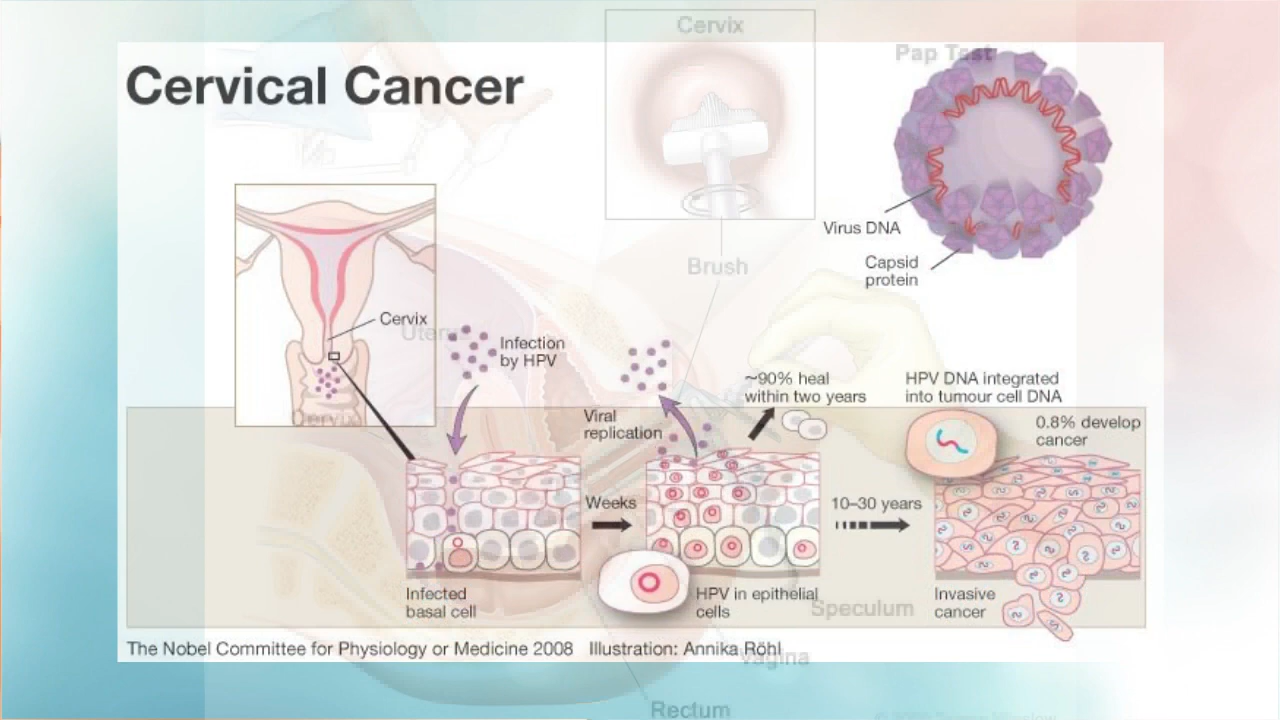 Cervix
Pap Test
Cervical Cancer
Virus DNA
Capsid
protein
Brush
Cervix
Uterus
Infection
by HPV
~90% heal
within two years
HPV DNA integrated
into tumour cell DNA
Viral
replication
0.8% develop
cancer
Cervix
Weeks
10–30 years
Infected
basal cell
HPV in epithelial
cells
Speculum
Invasive
cancer
The Nobel Committee for Physiology or Medicine 2008 Illustration: Annika Röhl
Vagina
Rectum